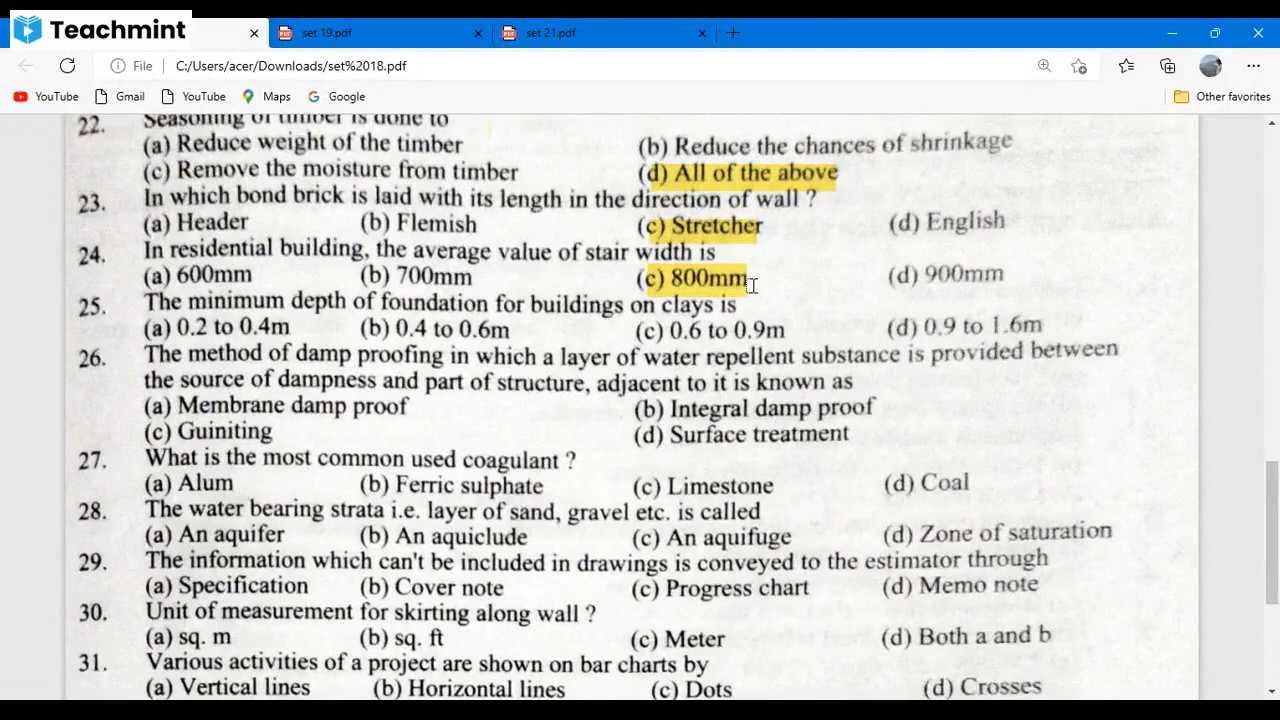 Teachmint
set 19.pdf
set 21.pdf
File
C:/Users/acer/Downloads/set%2018.pdf
YouTube
Gmail
YouTube
Maps
Google
Other favorites
22. Seasoning of timber is done to
(a) Reduce weight of the timber (b) Reduce the chances of shrinkage
(c) Remove the moisture from timber (d) All of the above
23. In which bond brick is laid with its length in the direction of wall ?
(a) Header (b) Flemish (c) Stretcher (d) English
24. In residential building, the average value of stair width is
(a) 600mm (b) 700mm (c) 800mm (d) 900mm
25. The minimum depth of foundation for buildings on clays is
(a) 0.2 to 0.4m (b) 0.4 to 0.6m (c) 0.6 to 0.9m (d) 0.9 to 1.6m
26. The method of damp proofing in which a layer of water repellent substance is provided between
the source of dampness and part of structure, adjacent to it is known as
(a) Membrane damp proof (b) Integral damp proof
(c) Guiniting (d) Surface treatment
27. What is the most common used coagulant ?
(a) Alum (b) Ferric sulphate (c) Limestone (d) Coal
28. The water bearing strata i.e. layer of sand, gravel etc. is called
(a) An aquifer (b) An aquiclude (c) An aquifuge (d) Zone of saturation
29. The information which can't be included in drawings is conveyed to the estimator through
(a) Specification (b) Cover note (c) Progress chart (d) Memo note
30. Unit of measurement for skirting along wall ?
(a) sq. m (b) sq. ft (c) Meter (d) Both a and b
31. Various activities of a project are shown on bar charts by
(a) Vertical lines (b) Horizontal lines (c) Dots (d) Crosses